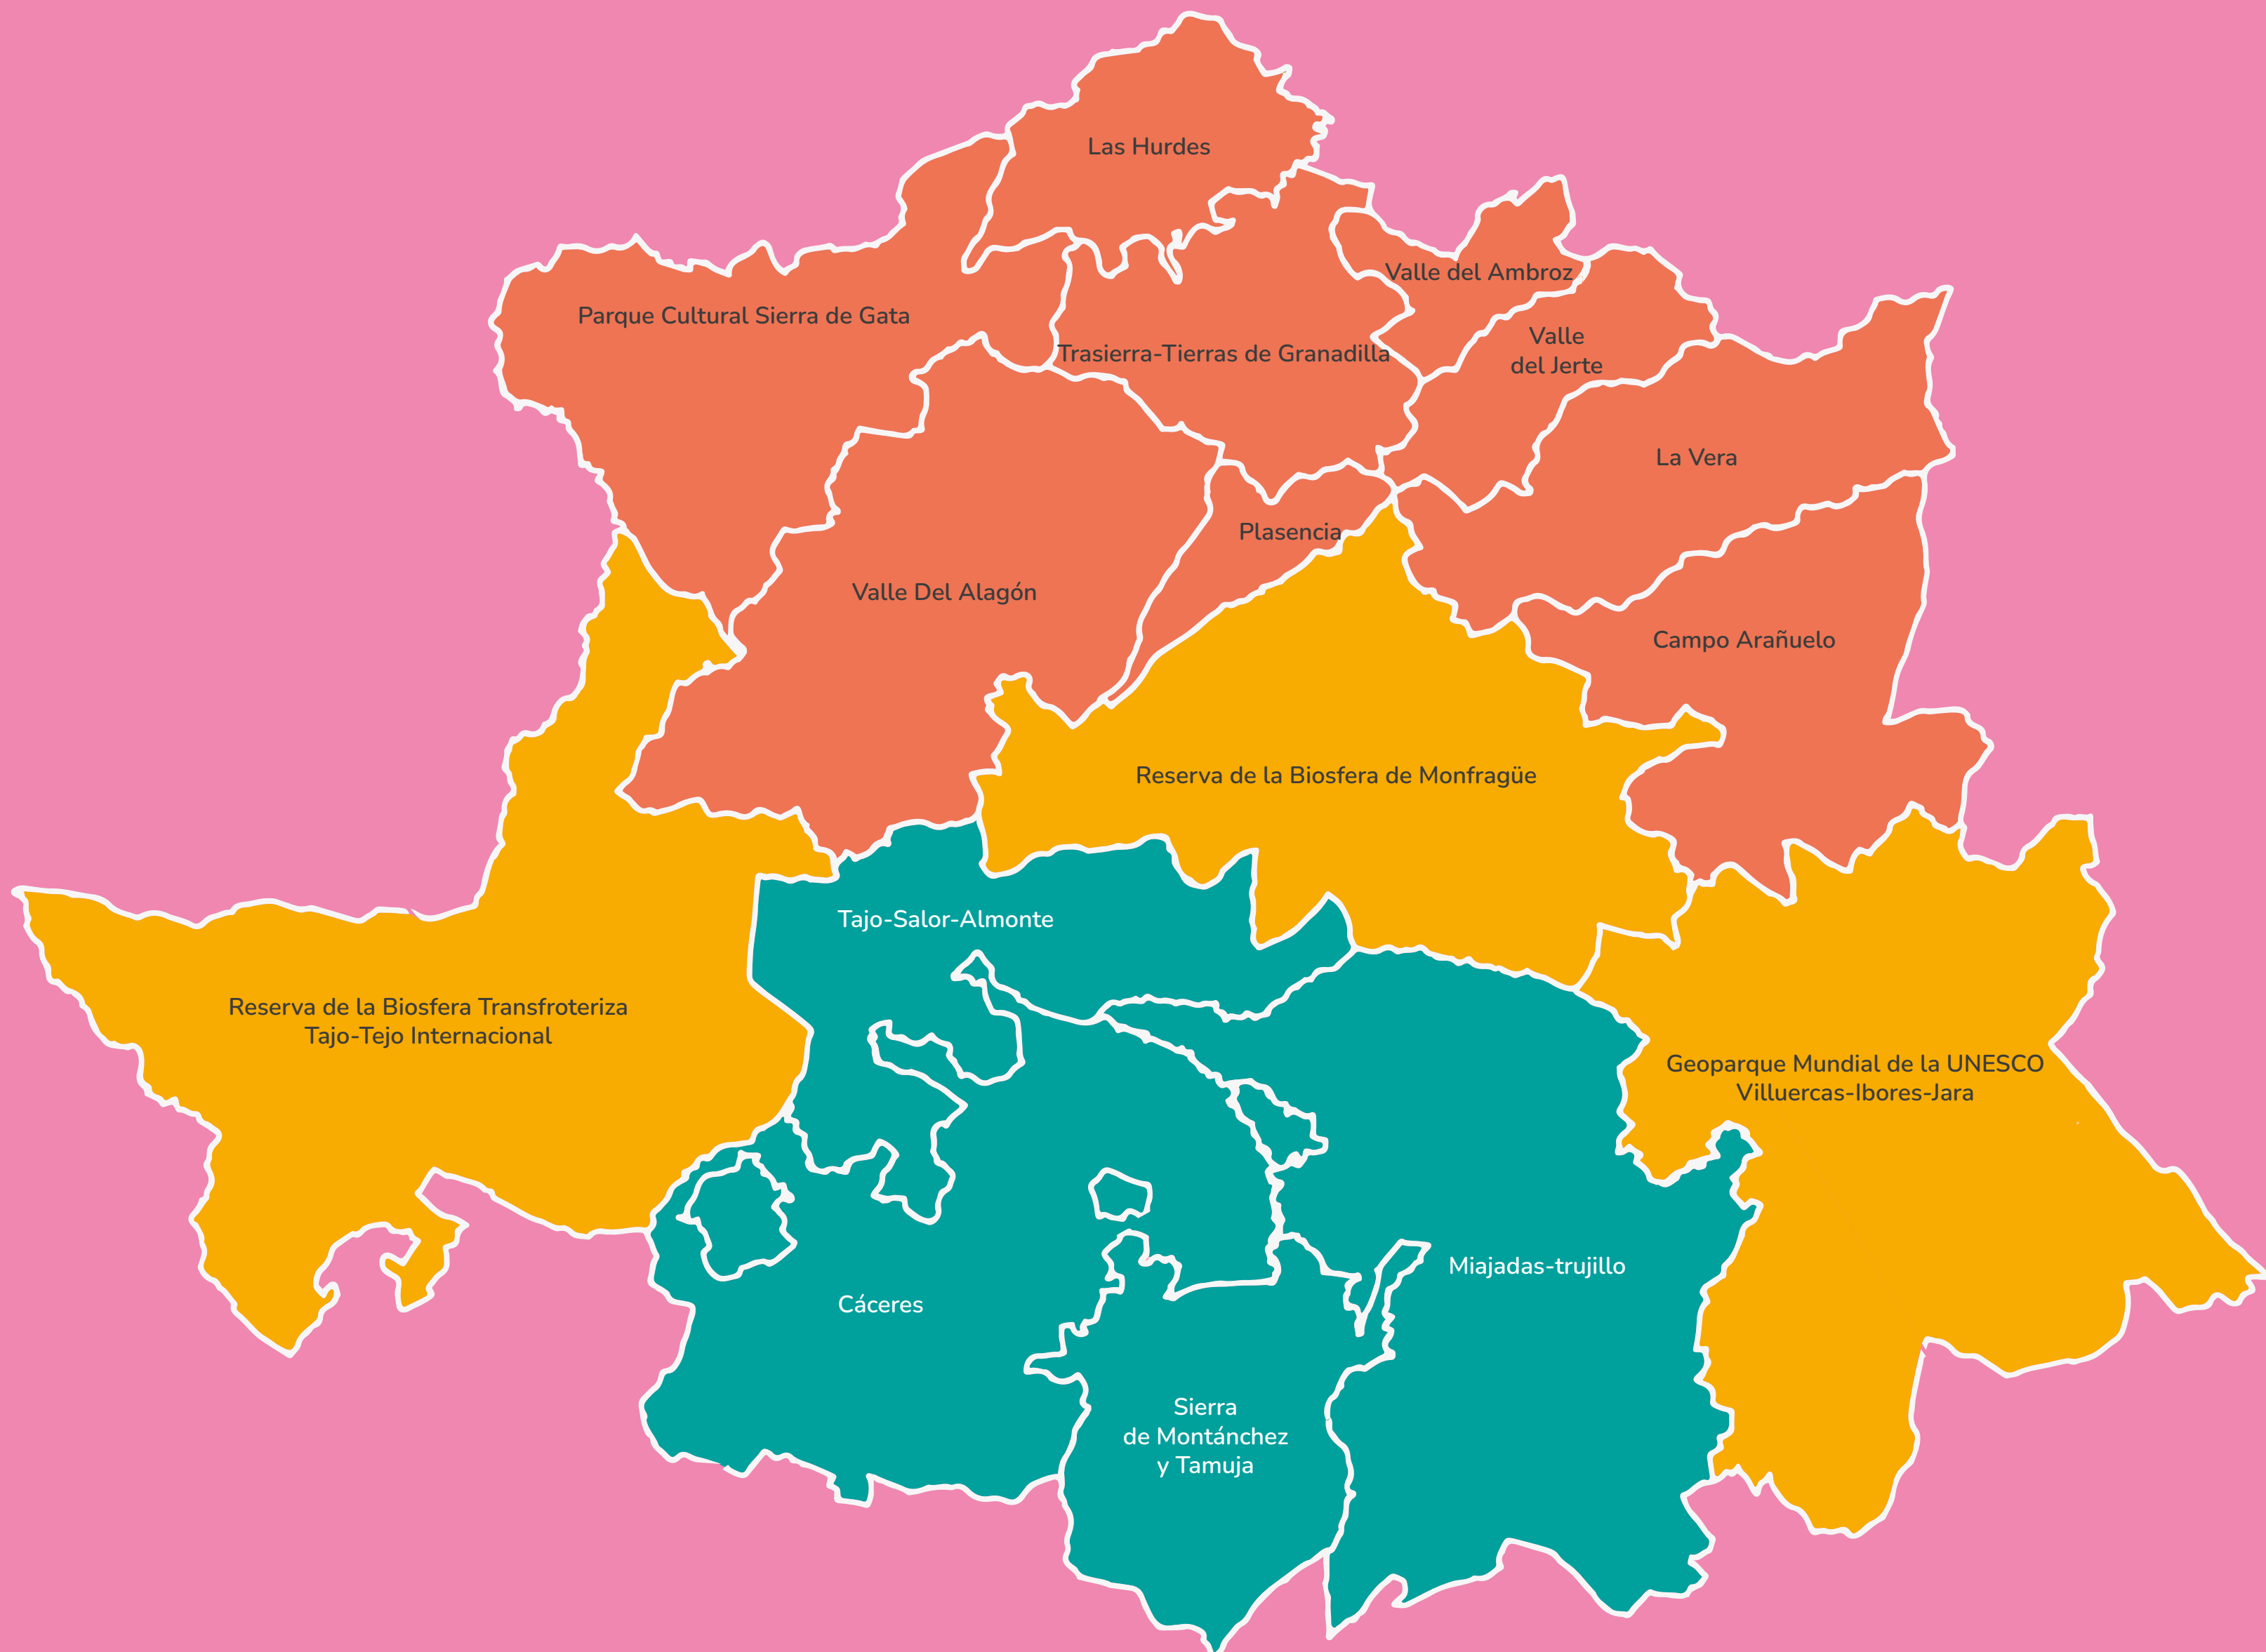 Las Hurdes
Valle del Ambroz
Parque Cultural Sierra de Gata
Trasierra-Tierras de Granadilla
Valle
del Jerte
La Vera
Plasencia
Valle Del Alagón
Campo Arañuelo
Reserva de la Biosfera de Monfragüe
Tajo-Salor-Almonte
Reserva de la Biosfera Transfroteriza
Tajo-Tejo Internacional
Geoparque Mundial de la UNESCO
Villuercas-Ibores-Jara
Miajadas-trujillo
Cáceres
Sierra
de Montánchez
y Tamuja